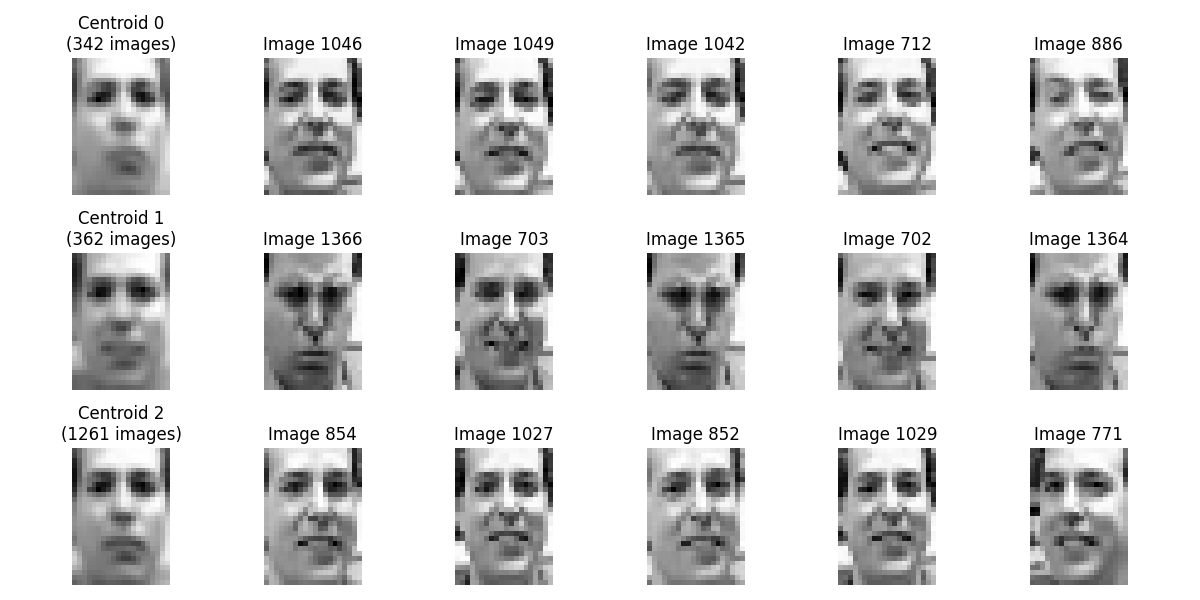 Centroid 0
(342 images)
Image 1046
Image 1049
Image 1042
Image 712
Image 886
Centroid 1
(362 images)
Image 1366
Image 703
Image 1365
Image 702
Image 1364
Centroid 2
(1261 images)
Image 854
Image 1027
Image 852
Image 1029
Image 771